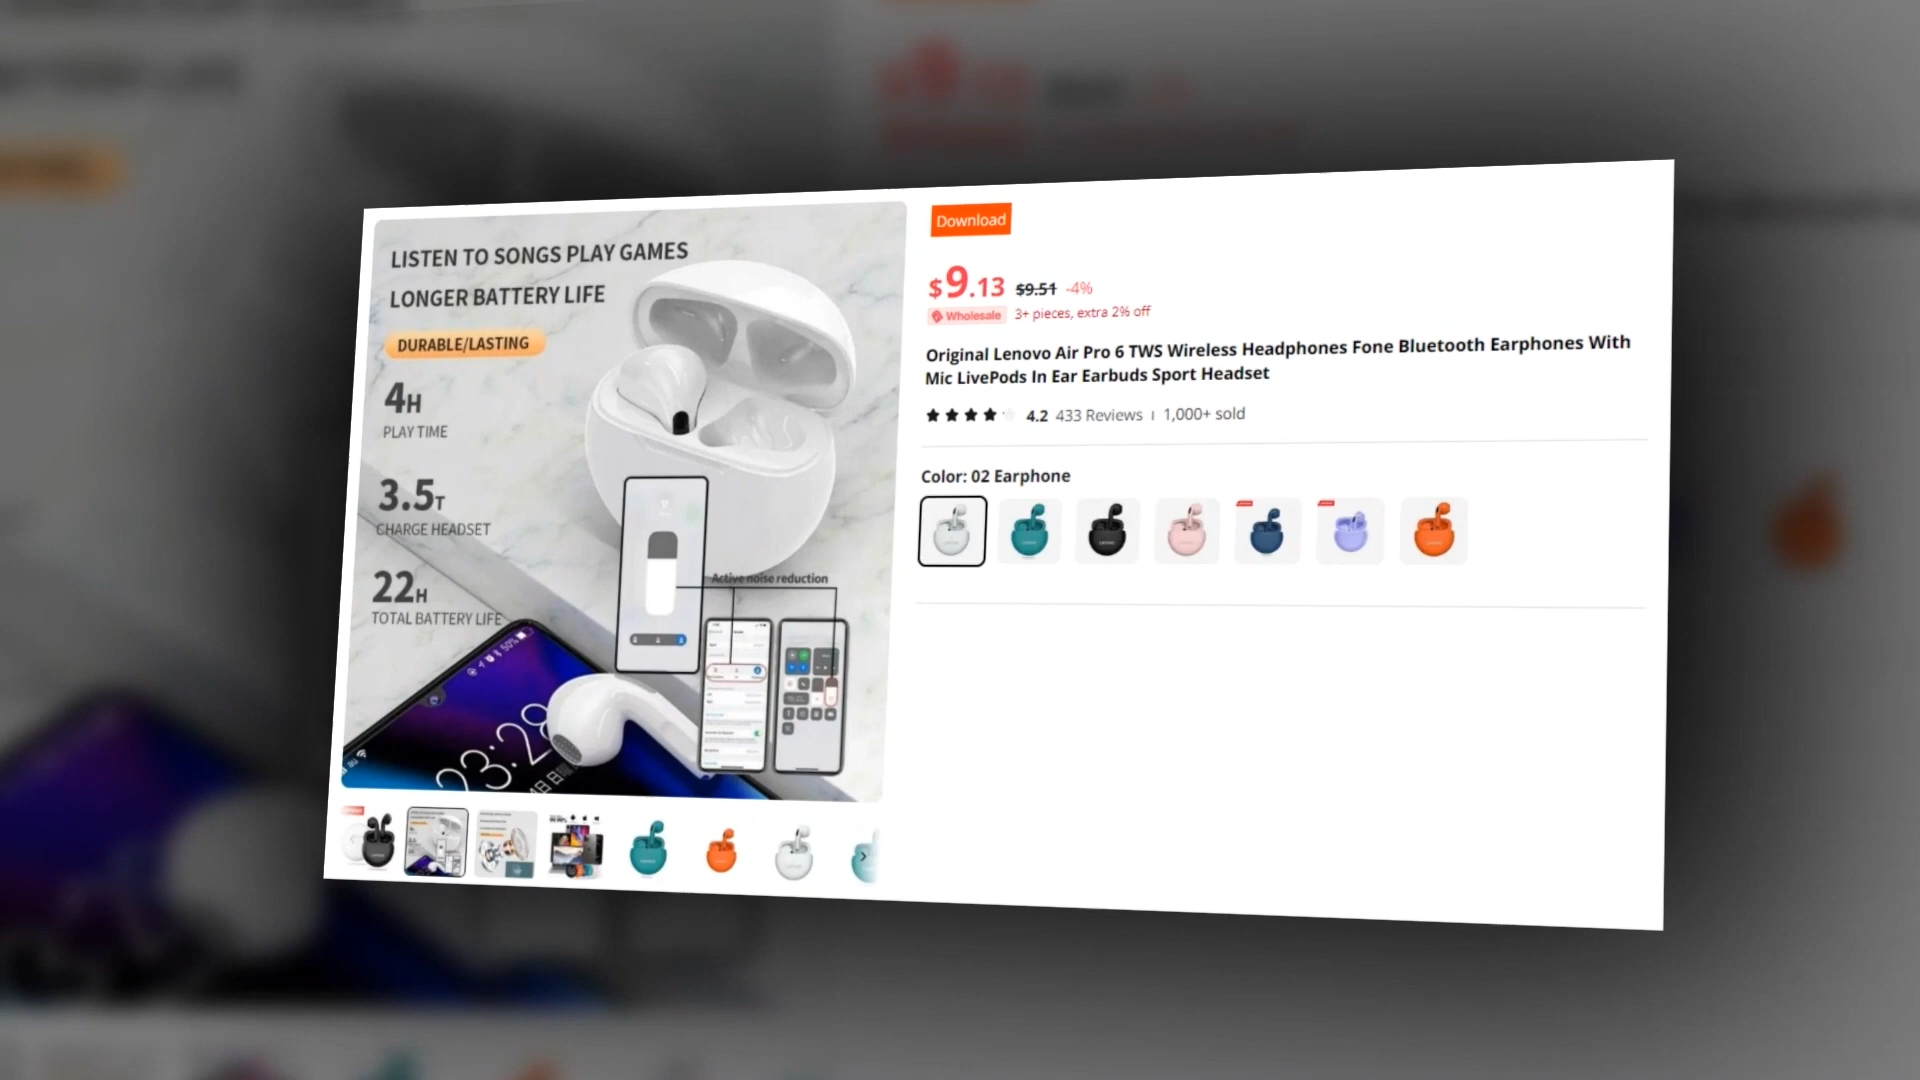 LISTEN TO SONGS PLAY GAMES
LONGER BATTERY LIFE
DURABLE/LASTING
4H
PLAY TIME
3.5T
CHARGE HEADSET
22H
TOTAL BATTERY LIFE
Active noise reduction
50%
23:28
Download
$9.13 $9.51 -4%
Wholesale 3+ pieces, extra 2% off
Original Lenovo Air Pro 6 TWS Wireless Headphones Fone Bluetooth Earphones With
Mic LivePods In Ear Earbuds Sport Headset
4.2 433 Reviews | 1,000+ sold
Color: 02 Earphone